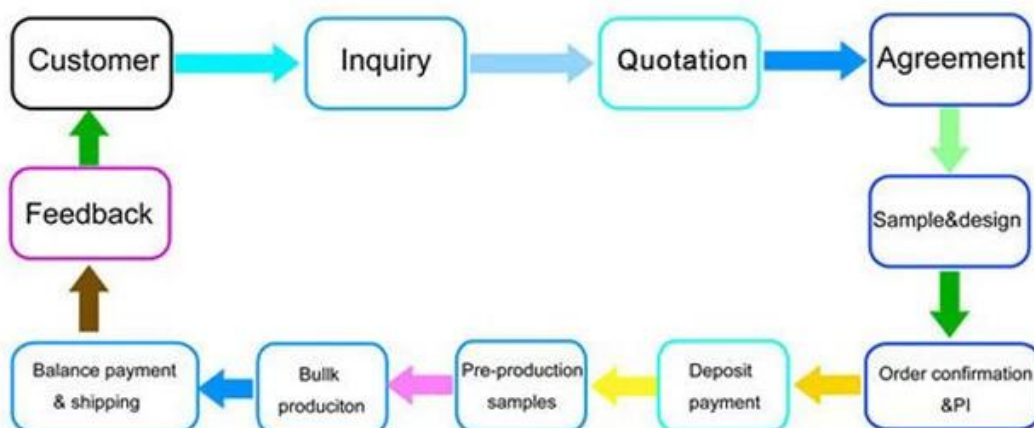 Customer
Inquiry
Quotation
Agreement
Sample&design
Order confirmation
&PI
Deposit
payment
Pre-production
samples
Bullk
produciton
Balance payment
& shipping
Feedback